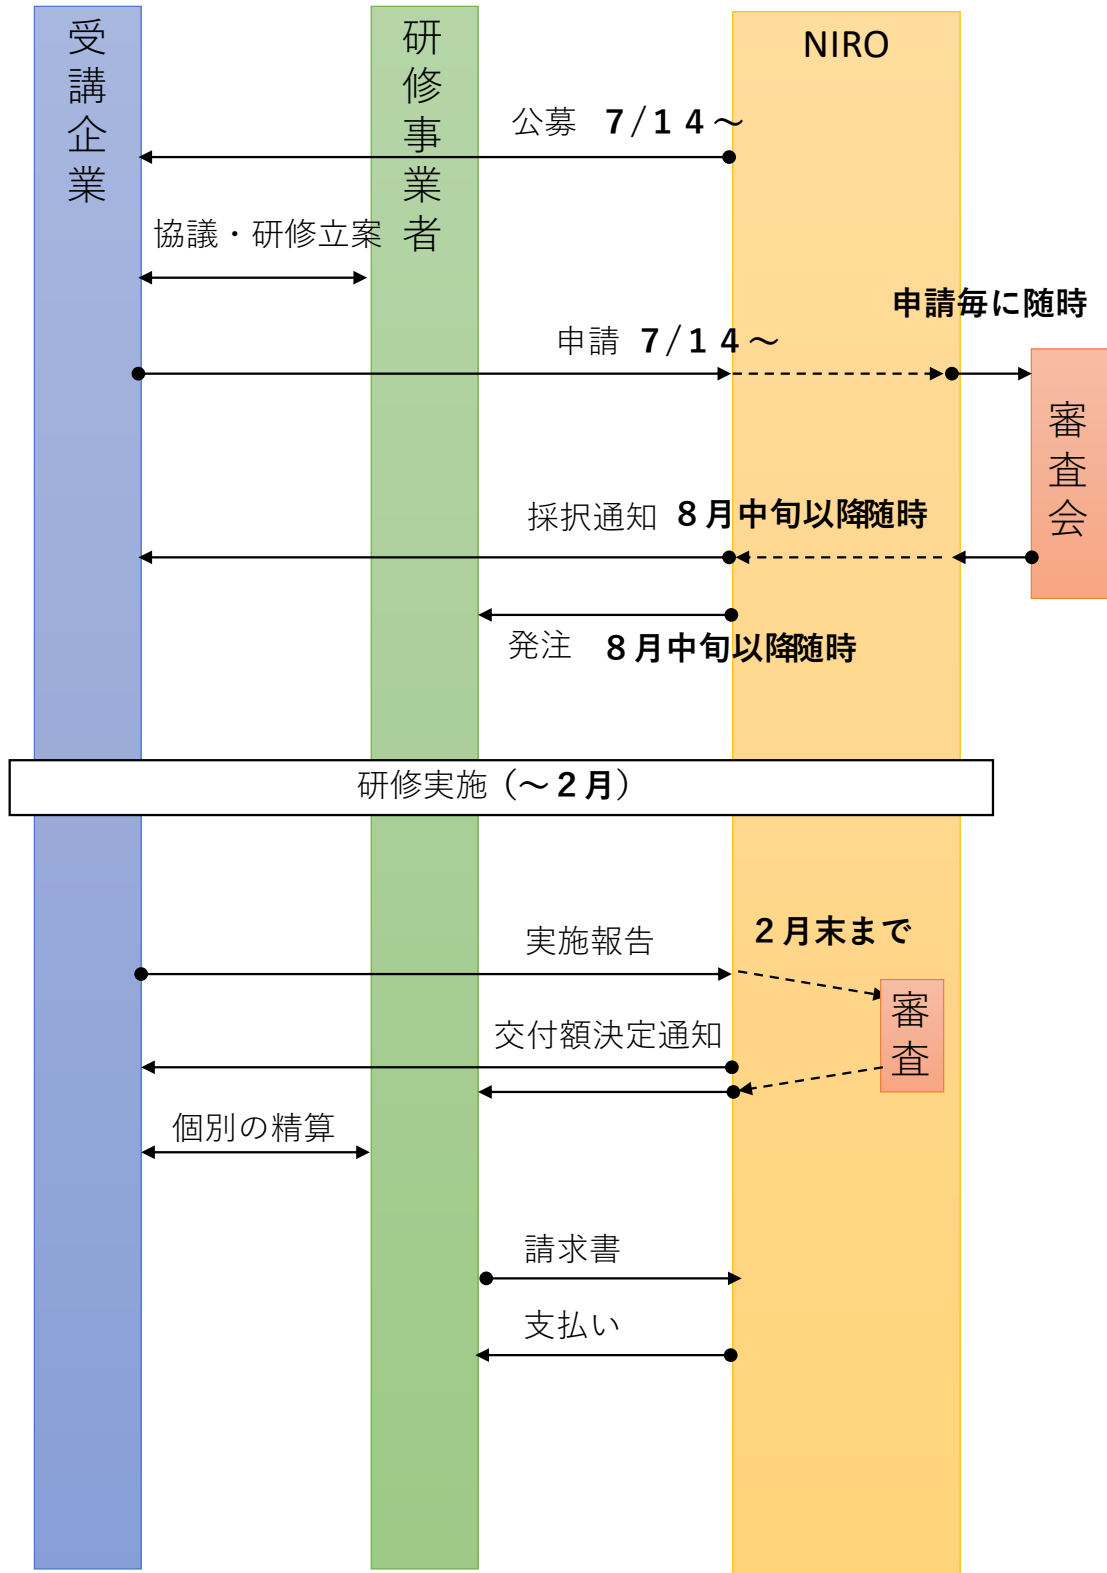 受講企業
研修事業者
NIRO
公募 7/14～
協議・研修立案
申請毎に随時
申請 7/14～
審査会
採択通知 8月中旬以降随時
発注 8月中旬以降随時
研修実施（～2月）
2月末まで
実施報告
審査
交付額決定通知
個別の精算
請求書
支払い